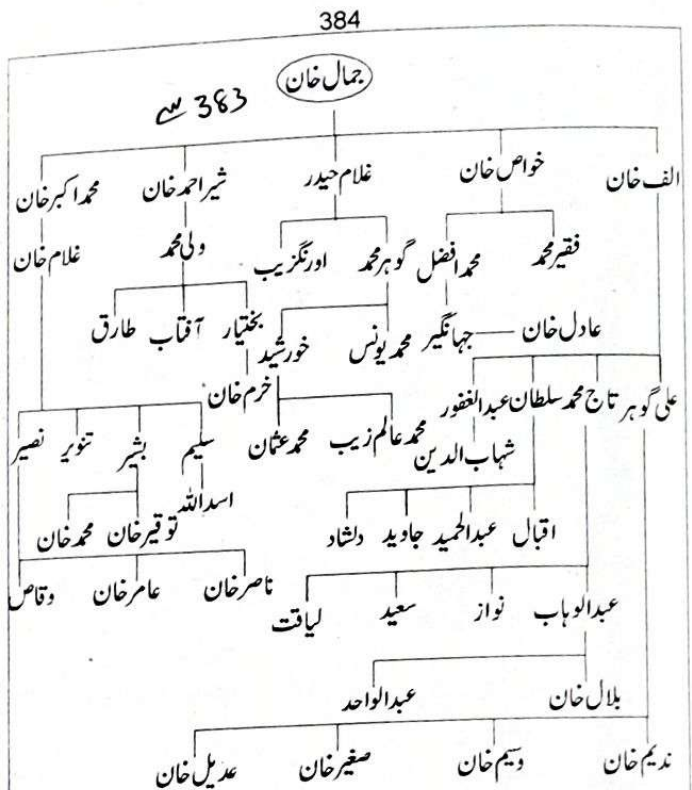 384
جمال خان
383 سے
الف خان خواص خان غلام حیدر شیر احمد خان محمد اکبر خان
فقیر محمد محمد افضل گوہر محمد اورنگزیب ولی محمد غلام خان
عادل خان جہانگیر محمد یونس خورشید بختیار آفتاب طارق
علی گوہر تاج محمد سلطان عبدالغفور خرم خان
شہاب الدین محمد عالم زیب محمد عثمان سلیم بشیر تنویر نصیر
اقبال عبدالحمید جاوید دلشاد اسد اللہ توقیر خان محمد خان
عبدالوہاب نواز سعید لیاقت ناصر خان عامر خان وقاص
بلال خان عبدالواحد
ندیم خان وسیم خان صغیر خان عدیل خان